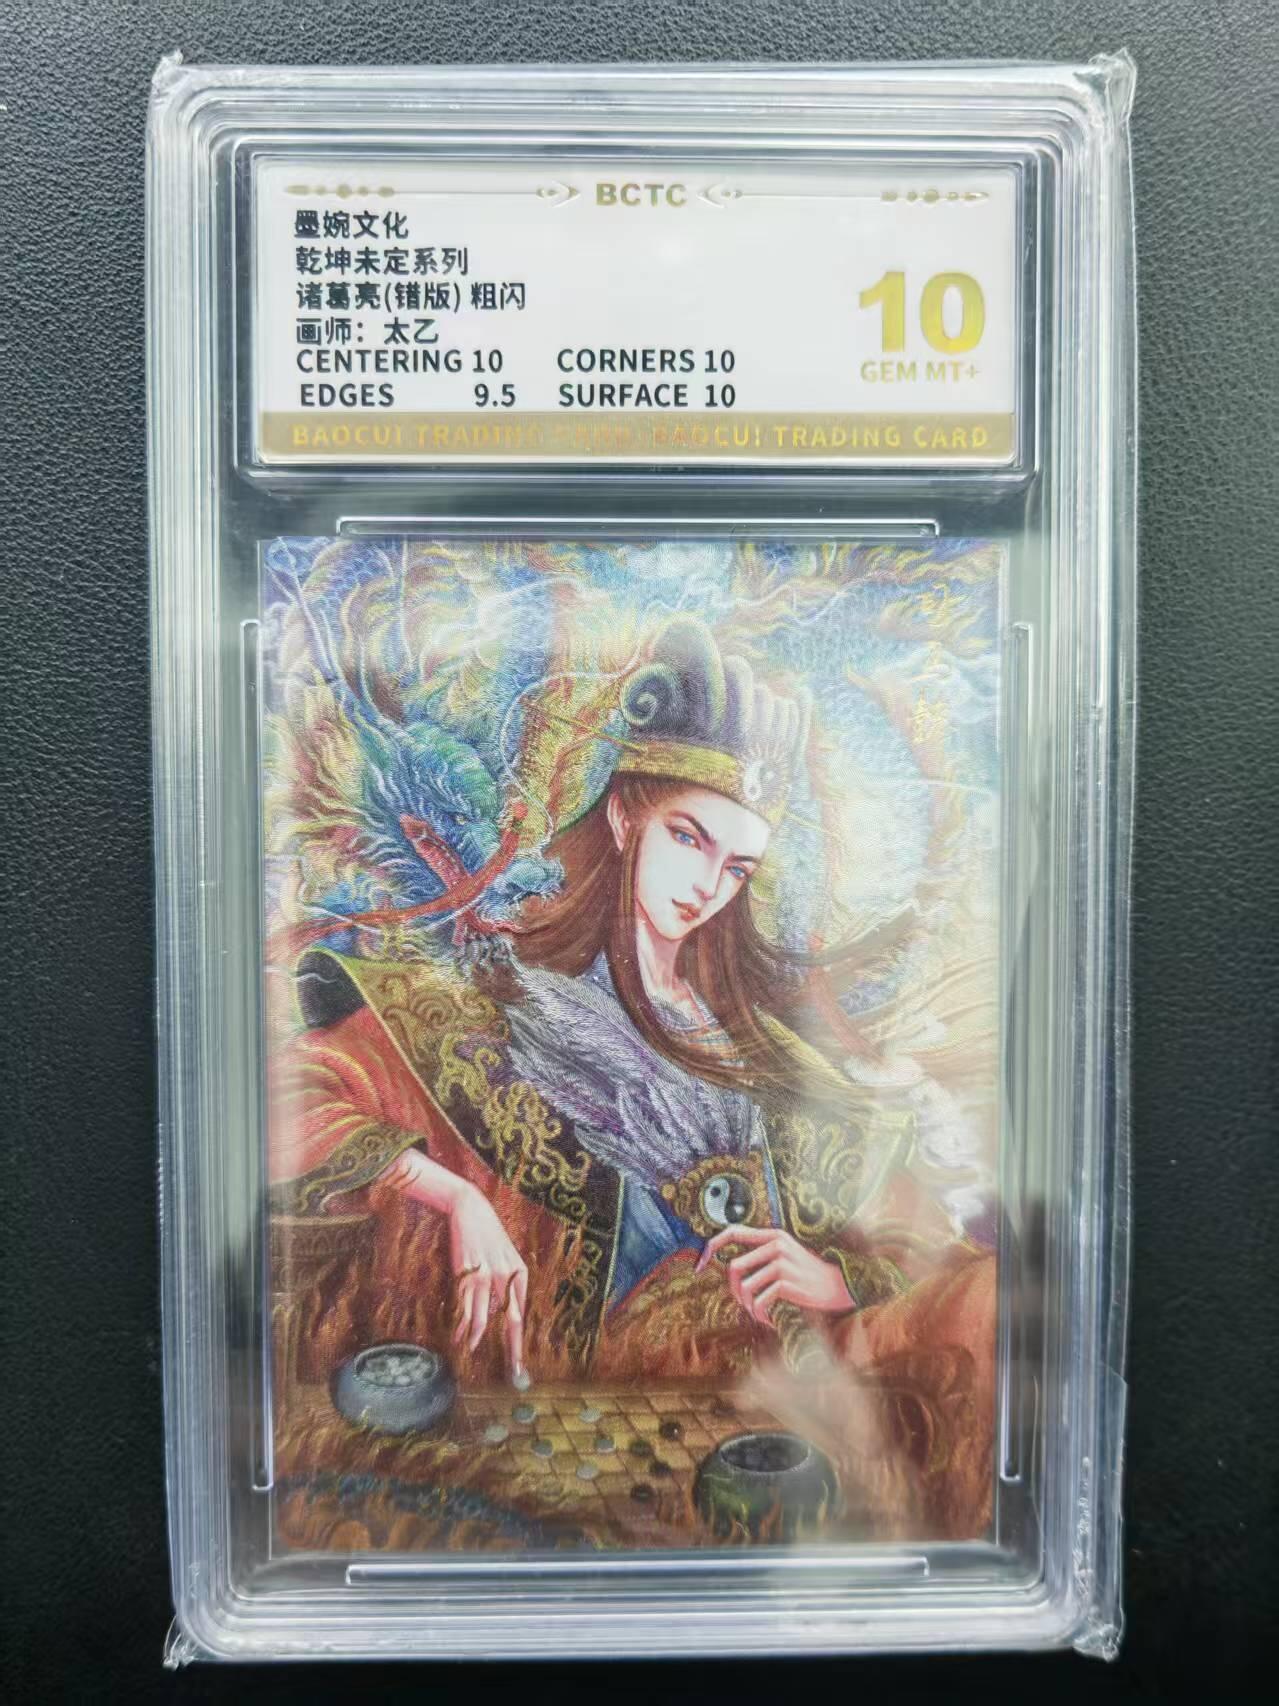 BCTC
墨婉文化
乾坤未定系列
诸葛亮(错版) 粗闪
画师：太乙
CENTERING 10 CORNERS 10
EDGES 9.5 SURFACE 10
10
GEM MT+
BAOCUI TRADING CARD BAOCUI TRADING CARD